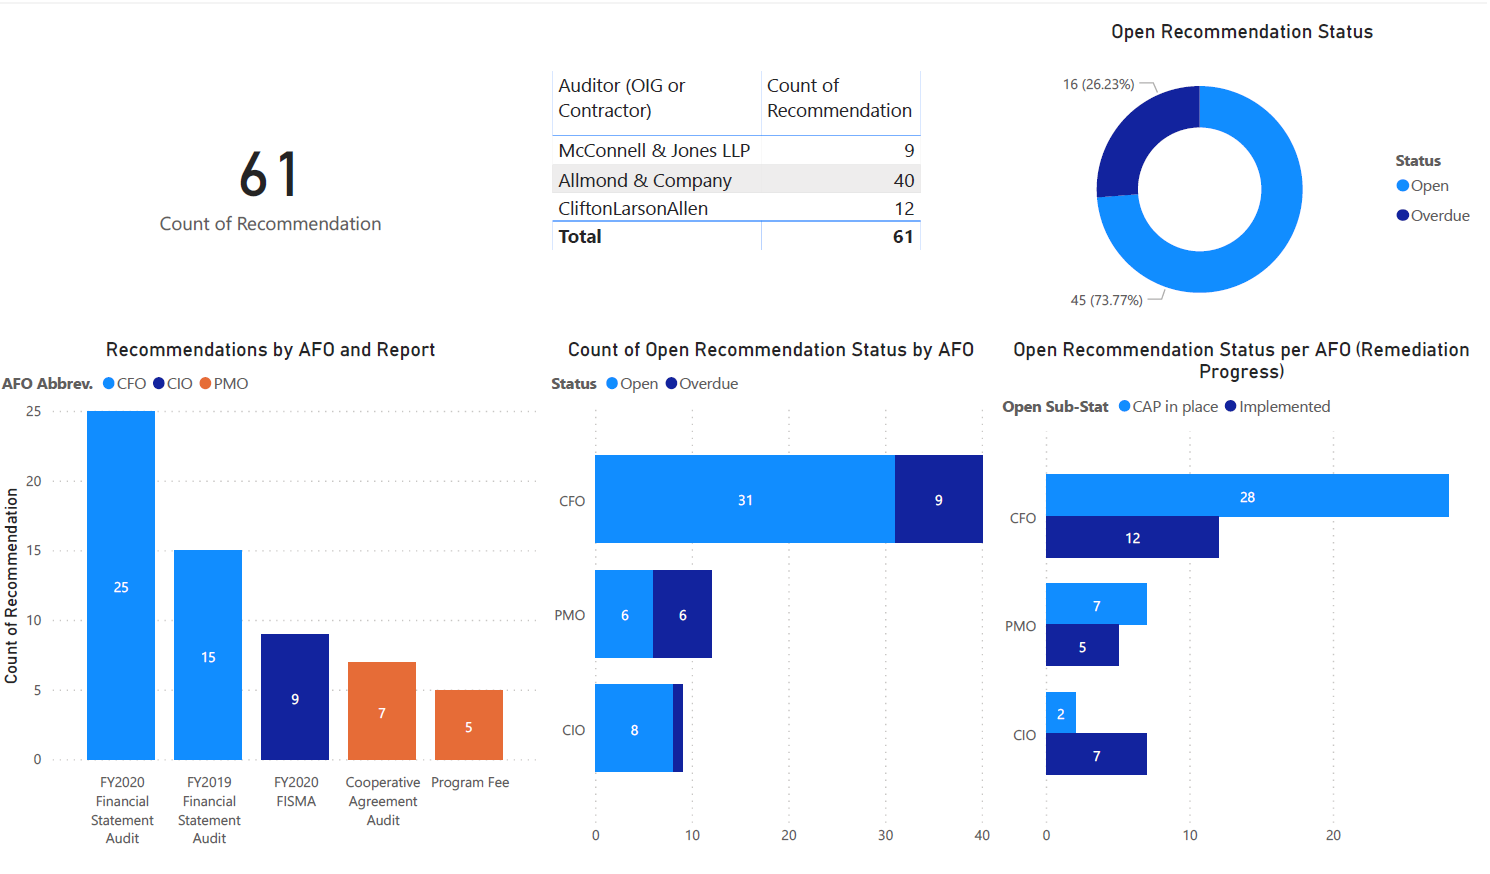 61
Count of Recommendation
Auditor (OIG or Contractor) Count of Recommendation
McConnell & Jones LLP 9
Allmond & Company 40
CliftonLarsonAllen 12
Total 61
Open Recommendation Status
16 (26.23%)
45 (73.77%)
Status
Open
Overdue
Recommendations by AFO and Report
AFO Abbrev. CFO CIO PMO
Count of Recommendation
25
20
15
10
5
0
25
15
9
7
5
FY2020 Financial Statement Audit
FY2019 Financial Statement Audit
FY2020 FISMA
Cooperative Agreement Audit
Program Fee
Count of Open Recommendation Status by AFO
Status Open Overdue
CFO 31 9
PMO 6 6
CIO 8
0 10 20 30 40
Open Recommendation Status per AFO (Remediation
Progress)
Open Sub-Stat CAP in place Implemented
CFO 28 12
PMO 7 5
CIO 2 7
0 10 20